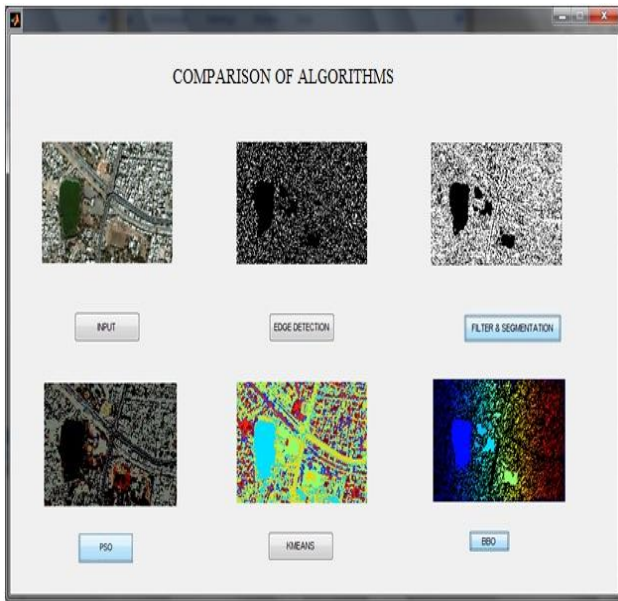 COMPARISON OF ALGORITHMS
INPUT
EDGE DETECTION
FILTER & SEGMENTATION
PSO
KMEANS
BBO